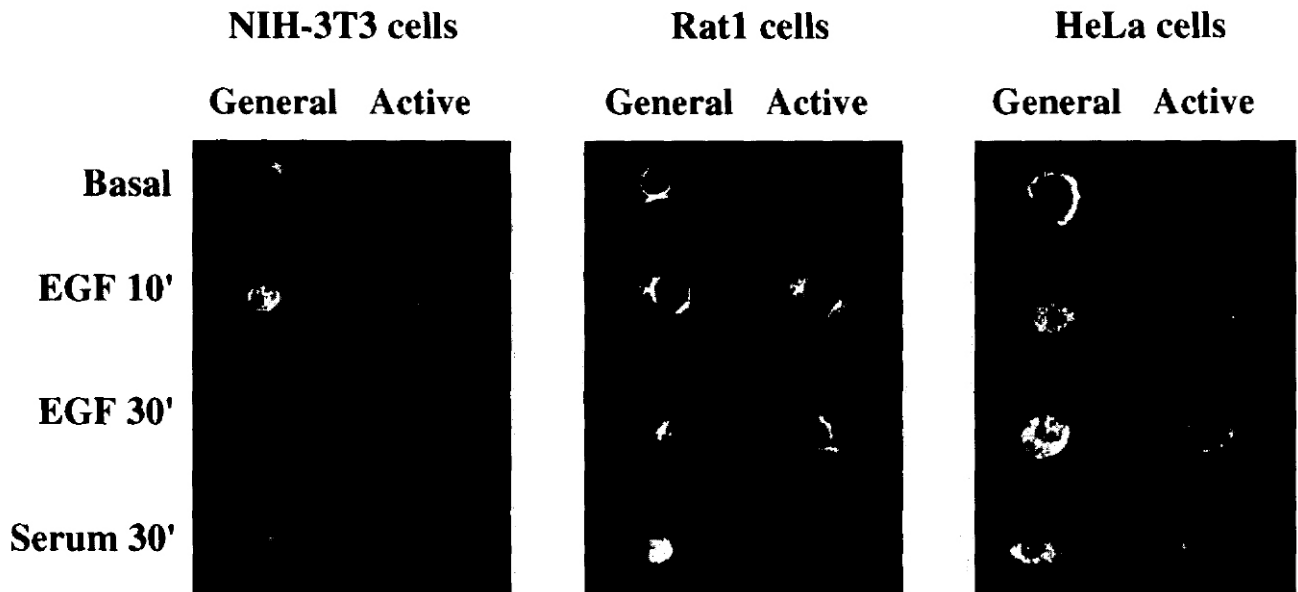 NIH-3T3 cells Rat1 cells HeLa cells
General Active General Active General Active
Basal
EGF 10'
EGF 30'
Serum 30'